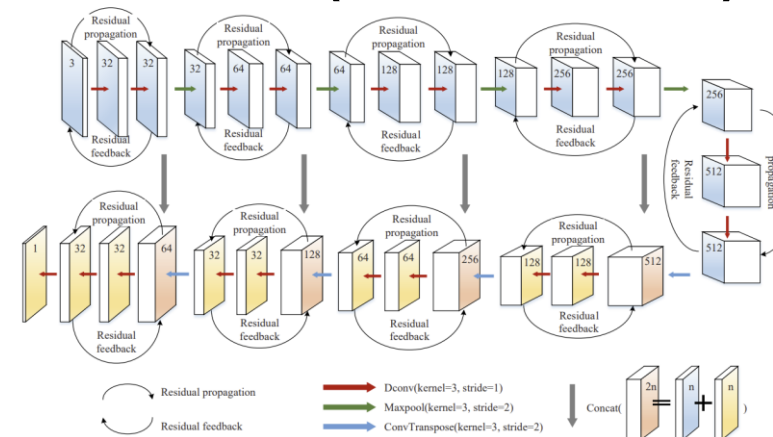 Residual
propagation
3
32
32
Residual
feedback
Residual
propagation
32
64
64
Residual
feedback
Residual
propagation
64
128
128
Residual
feedback
Residual
propagation
128
256
256
Residual
feedback
256
512
512
Residual
feedback
propagation
Residual
propagation
1
32
32
64
Residual
feedback
Residual
propagation
32
32
128
Residual
feedback
Residual
propagation
64
64
256
Residual
feedback
Residual
propagation
128
128
512
Residual
feedback
Residual propagation
Residual feedback
Dconv(kernel=3, stride=1)
Maxpool(kernel=3, stride=2)
ConvTranspose(kernel=3, stride=2)
Concat( 2n = n + n )